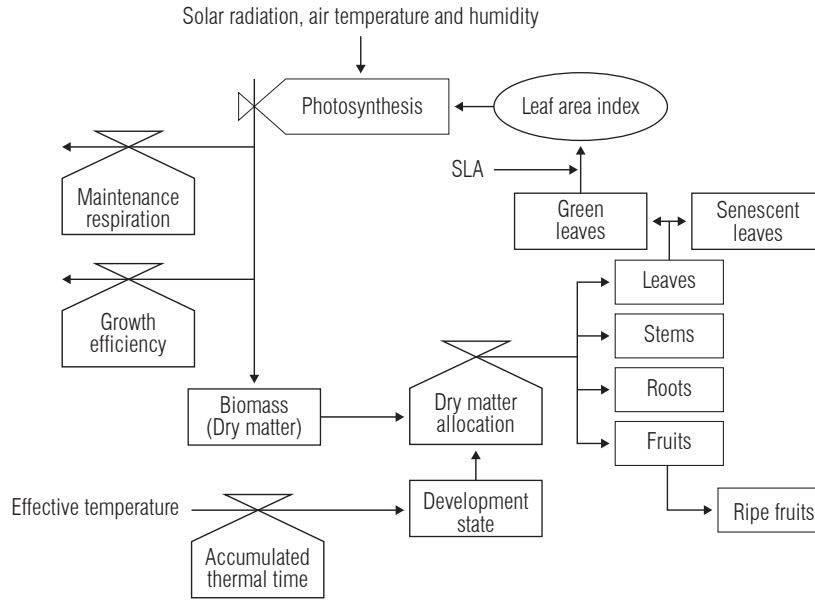 Solar radiation, air temperature and humidity
Photosynthesis
Leaf area index
Maintenance
respiration
SLA
Green
leaves
Senescent
leaves
Leaves
Growth
efficiency
Stems
Roots
Biomass
(Dry matter)
Dry matter
allocation
Fruits
Effective temperature
Development
state
Ripe fruits
Accumulated
thermal time